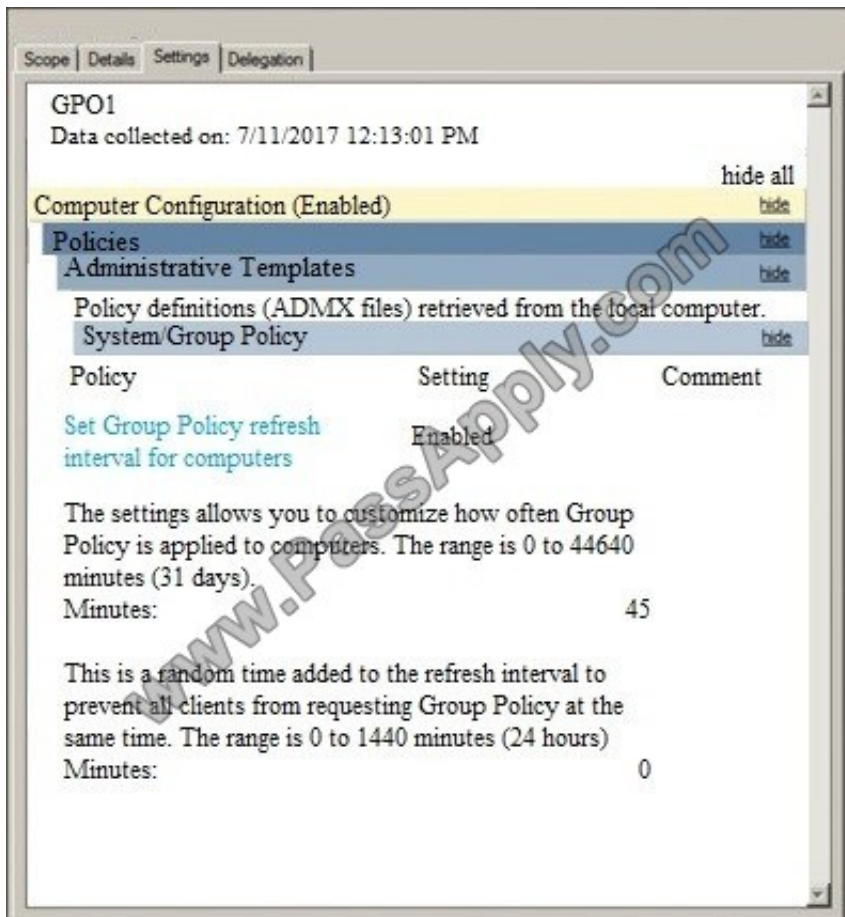 Scope Details Settings Delegation
GPO1
Data collected on: 7/11/2017 12:13:01 PM
hide all
Computer Configuration (Enabled) hide
Policies hide
Administrative Templates hide
Policy definitions (ADMX files) retrieved from the local computer.
System/Group Policy hide
Policy Setting Comment
Set Group Policy refresh
interval for computers
Enabled
The settings allows you to customize how often Group
Policy is applied to computers. The range is 0 to 44640
minutes (31 days).
Minutes: 45
This is a random time added to the refresh interval to
prevent all clients from requesting Group Policy at the
same time. The range is 0 to 1440 minutes (24 hours)
Minutes: 0
www.PassApply.com